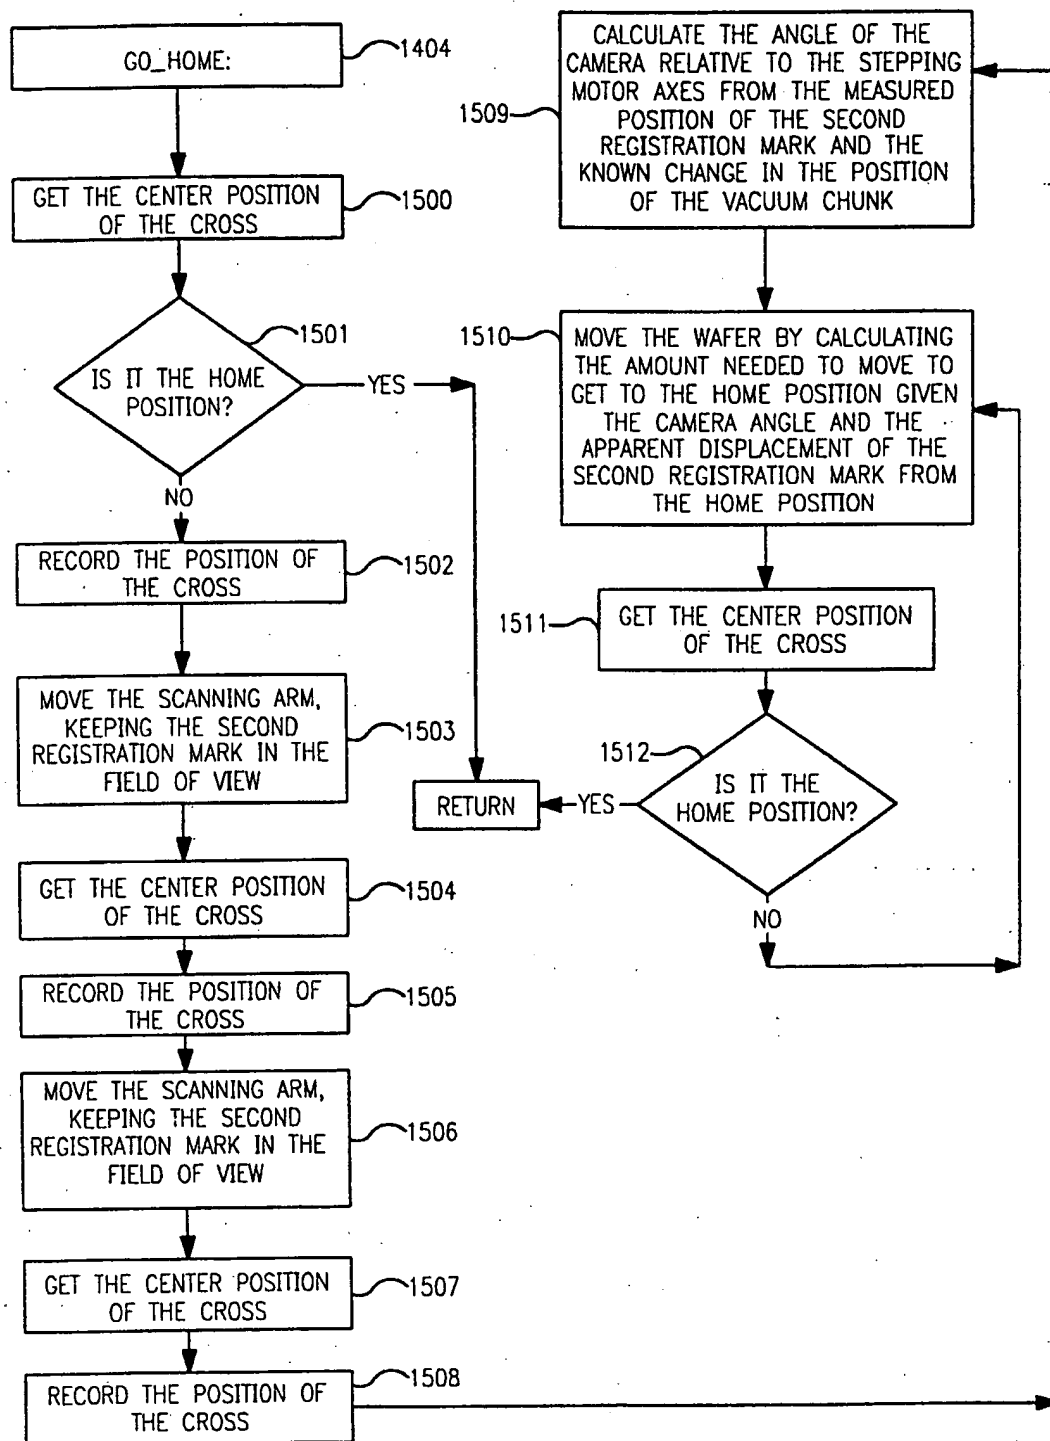 GO_HOME:
1404
GET THE CENTER POSITION
OF THE CROSS
1500
1501
IS IT THE HOME
POSITION?
YES
NO
RECORD THE POSITION OF
THE CROSS
1502
MOVE THE SCANNING ARM,
KEEPING THE SECOND
REGISTRATION MARK IN THE
FIELD OF VIEW
1503
GET THE CENTER POSITION
OF THE CROSS
1504
RECORD THE POSITION OF
THE CROSS
1505
MOVE THE SCANNING ARM,
KEEPING THE SECOND
REGISTRATION MARK IN THE
FIELD OF VIEW
1506
GET THE CENTER POSITION
OF THE CROSS
1507
RECORD THE POSITION OF
THE CROSS
1508
1509
CALCULATE THE ANGLE OF THE
CAMERA RELATIVE TO THE STEPPING
MOTOR AXES FROM THE MEASURED
POSITION OF THE SECOND
REGISTRATION MARK AND THE
KNOWN CHANGE IN THE POSITION
OF THE VACUUM CHUNK
1510
MOVE THE WAFER BY CALCULATING
THE AMOUNT NEEDED TO MOVE TO
GET TO THE HOME POSITION GIVEN
THE CAMERA ANGLE AND THE
APPARENT DISPLACEMENT OF THE
SECOND REGISTRATION MARK FROM
THE HOME POSITION
1511
GET THE CENTER POSITION
OF THE CROSS
1512
IS IT THE
HOME POSITION?
YES
RETURN
NO